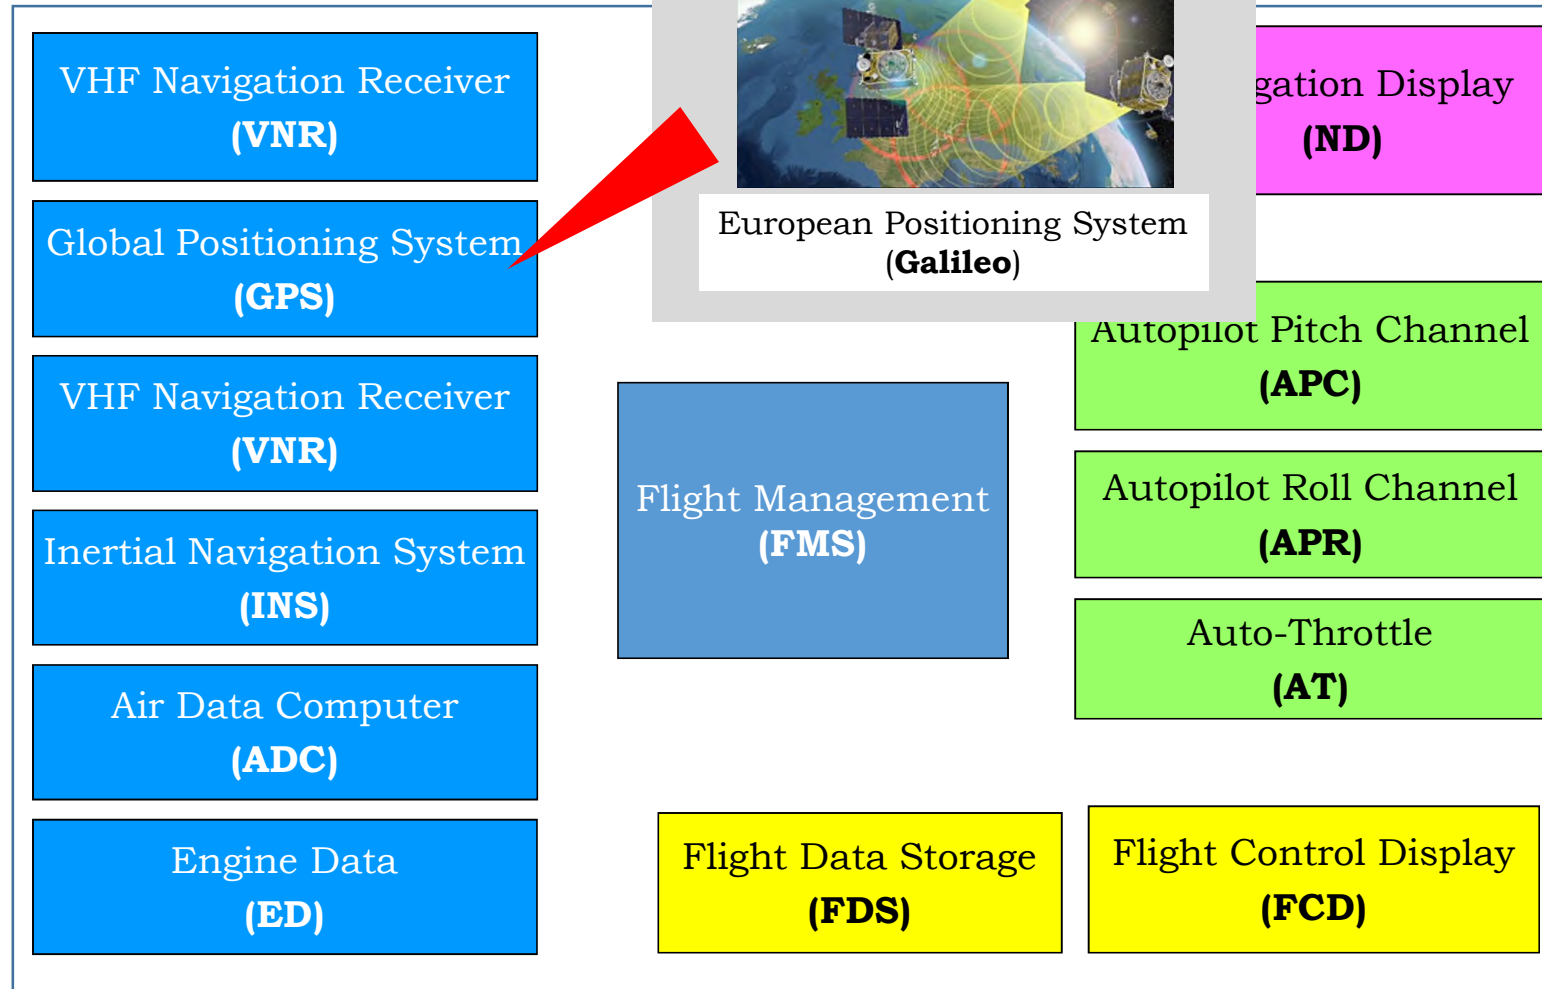 VHF Navigation Receiver
(VNR)
Global Positioning System
(GPS)
VHF Navigation Receiver
(VNR)
Inertial Navigation System
(INS)
Air Data Computer
(ADC)
Engine Data
(ED)
European Positioning System
(Galileo)
Flight Management
(FMS)
Flight Data Storage
(FDS)
gation Display
(ND)
Autopilot Pitch Channel
(APC)
Autopilot Roll Channel
(APR)
Auto-Throttle
(AT)
Flight Control Display
(FCD)